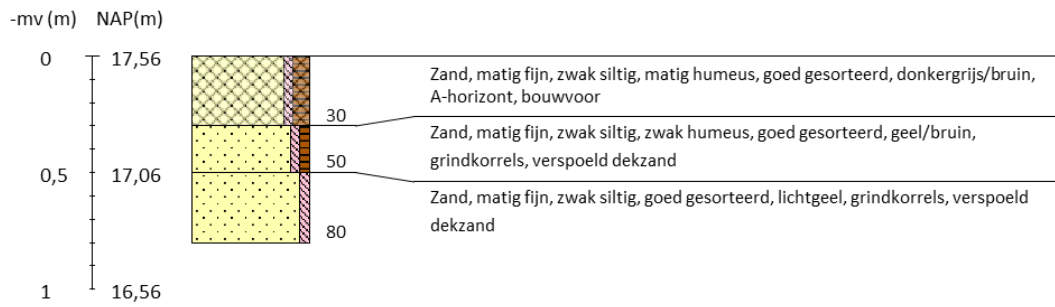 -mv (m) NAP(m)
0 17,56
Zand, matig fijn, zwak siltig, matig humeus, goed gesorteerd, donkergrijs/bruin,
A-horizont, bouwvoor
30
Zand, matig fijn, zwak siltig, zwak humeus, goed gesorteerd, geel/bruin,
grindkorrels, verspoeld dekzand
50
0,5 17,06
Zand, matig fijn, zwak siltig, goed gesorteerd, lichtgeel, grindkorrels, verspoeld
dekzand
80
1 16,56